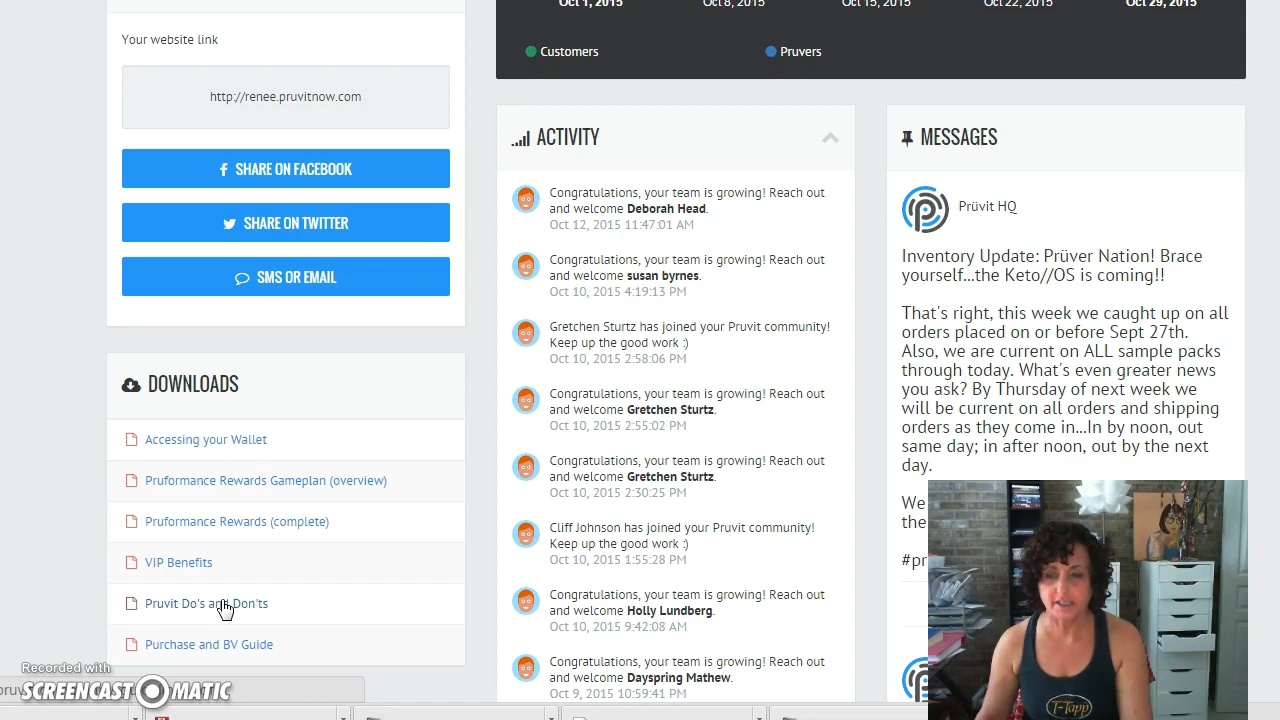 Oct 1, 2015 Oct 8, 2015 Oct 15, 2015 Oct 22, 2015 Oct 29, 2015
Customers Pruvers
Your website link
http://renee.pruvitnow.com
SHARE ON FACEBOOK
SHARE ON TWITTER
SMS OR EMAIL
DOWNLOADS
Accessing your Wallet
Pruformance Rewards Gameplan (overview)
Pruformance Rewards (complete)
VIP Benefits
Pruvit Do's and Don'ts
Purchase and BV Guide
Recorded with
SCREENCAST MATIC
ACTIVITY
Congratulations, your team is growing! Reach out
and welcome Deborah Head.
Oct 12, 2015 11:47:01 AM
Congratulations, your team is growing! Reach out
and welcome susan byrnes.
Oct 10, 2015 4:19:13 PM
Gretchen Sturtz has joined your Pruvit community!
Keep up the good work :)
Oct 10, 2015 2:58:06 PM
Congratulations, your team is growing! Reach out
and welcome Gretchen Sturtz.
Oct 10, 2015 2:55:02 PM
Congratulations, your team is growing! Reach out
and welcome Gretchen Sturtz.
Oct 10, 2015 2:30:25 PM
Cliff Johnson has joined your Pruvit community!
Keep up the good work :)
Oct 10, 2015 1:55:28 PM
Congratulations, your team is growing! Reach out
and welcome Holly Lundberg.
Oct 10, 2015 9:42:08 AM
Congratulations, your team is growing! Reach out
and welcome Dayspring Mathew.
Oct 9, 2015 10:59:41 PM
MESSAGES
Prüvit HQ
Inventory Update: Prüver Nation! Brace
yourself...the Keto//OS is coming!!
That's right, this week we caught up on all
orders placed on or before Sept 27th.
Also, we are current on ALL sample packs
through today. What's even greater news
you ask? By Thursday of next week we
will be current on all orders and shipping
orders as they come in...In by noon, out
same day; in after noon, out by the next
day.
We
the
#pr
T-Tapp